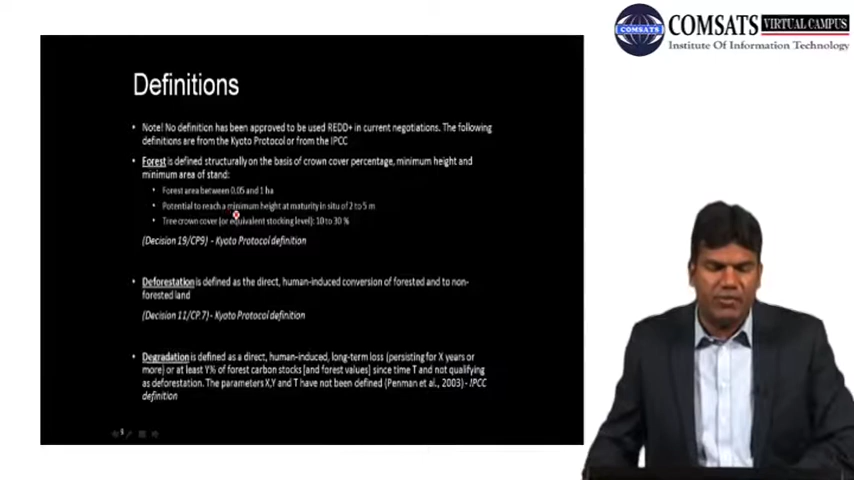 COMSATS VIRTUAL CAMPUS
COMSATS
Institute Of Information Technology
Definitions
• Note! No definition has been approved to be used REDD+ in current negotiations. The following
definitions are from the Kyoto Protocol or from the IPCC
• Forest is defined structurally on the basis of crown cover percentage, minimum height and
minimum area of stand:
• Forest area between 0.05 and 1 ha
• Potential to reach a minimum height at maturity in situ of 2 to 5 m
• Tree crown cover (or equivalent stocking level): 10 to 30 %
(Decision 19/CP9) - Kyoto Protocol definition
• Deforestation is defined as the direct, human-induced conversion of forested and to non-
forested land
(Decision 11/CP.7) - Kyoto Protocol definition
• Degradation is defined as a direct, human-induced, long-term loss (persisting for X years or
more) or at least Y% of forest carbon stocks [and forest values] since time T and not qualifying
as deforestation. The parameters X,Y and T have not been defined (Penman et al., 2003) - IPCC
definition